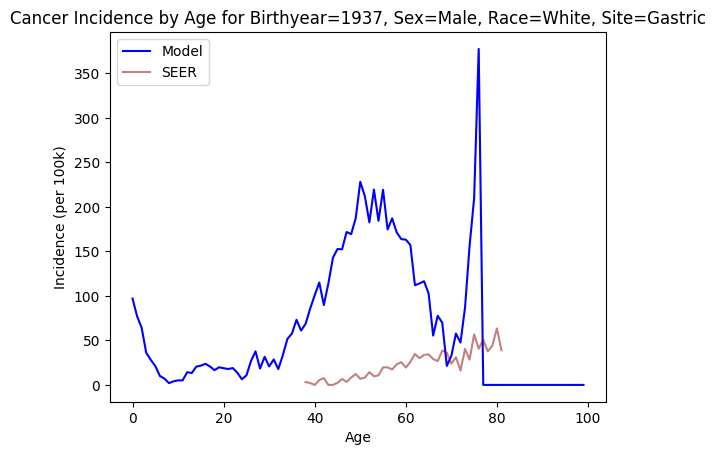 Cancer Incidence by Age for Birthyear=1937, Sex=Male, Race=White, Site=Gastric
Model
SEER
350
300
250
200
150
100
50
0
Incidence (per 100k)
0 20 40 60 80 100
Age